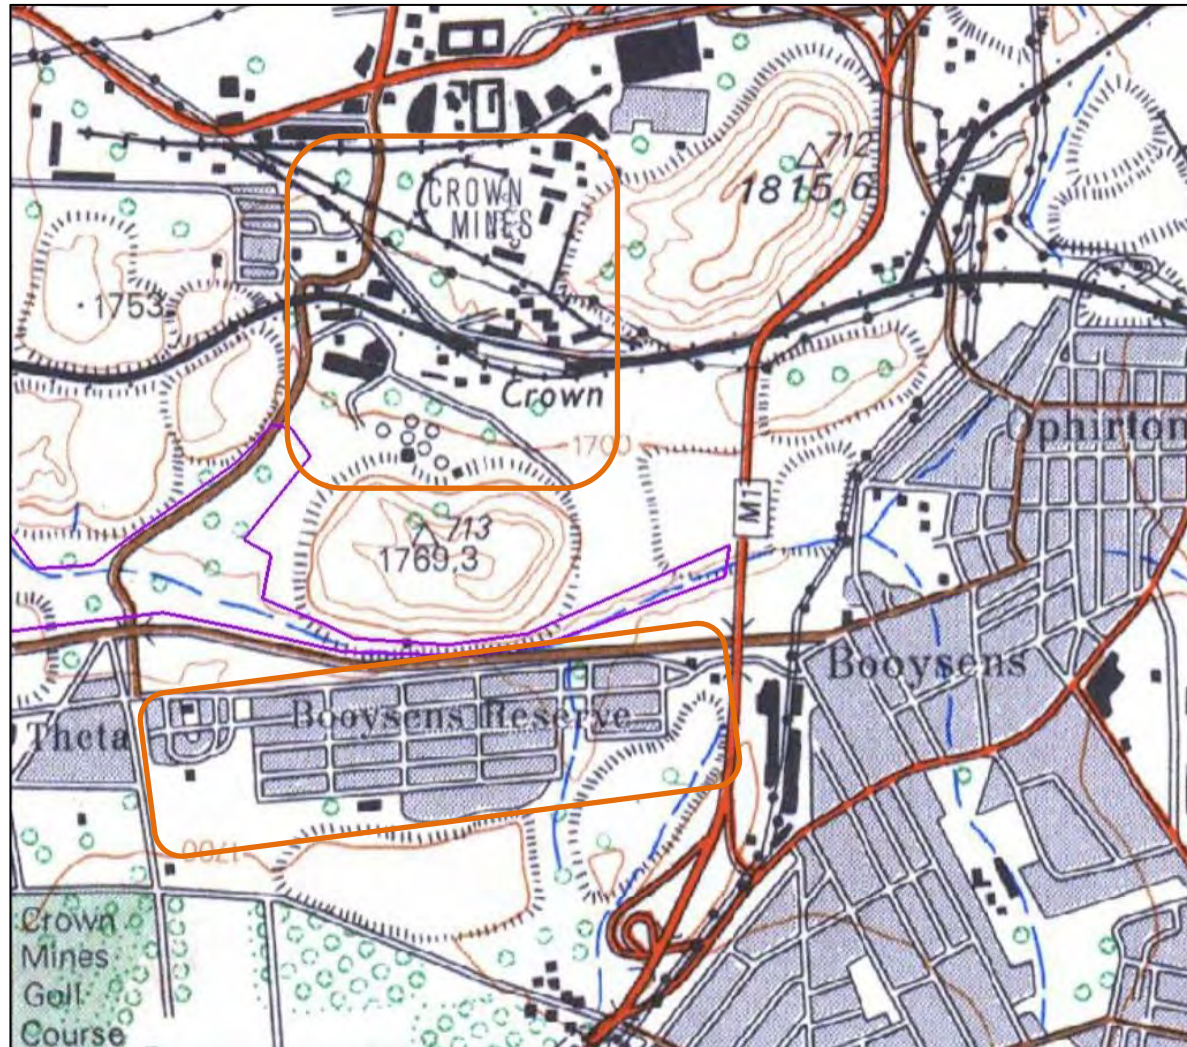 712
1815,6
CROWN
MINES
1753
Crown
1700
Ophirton
M1
713
1769,3
Booysens
Booysens Reserve
Theta
1700
Crown
Mines
Golf
Course